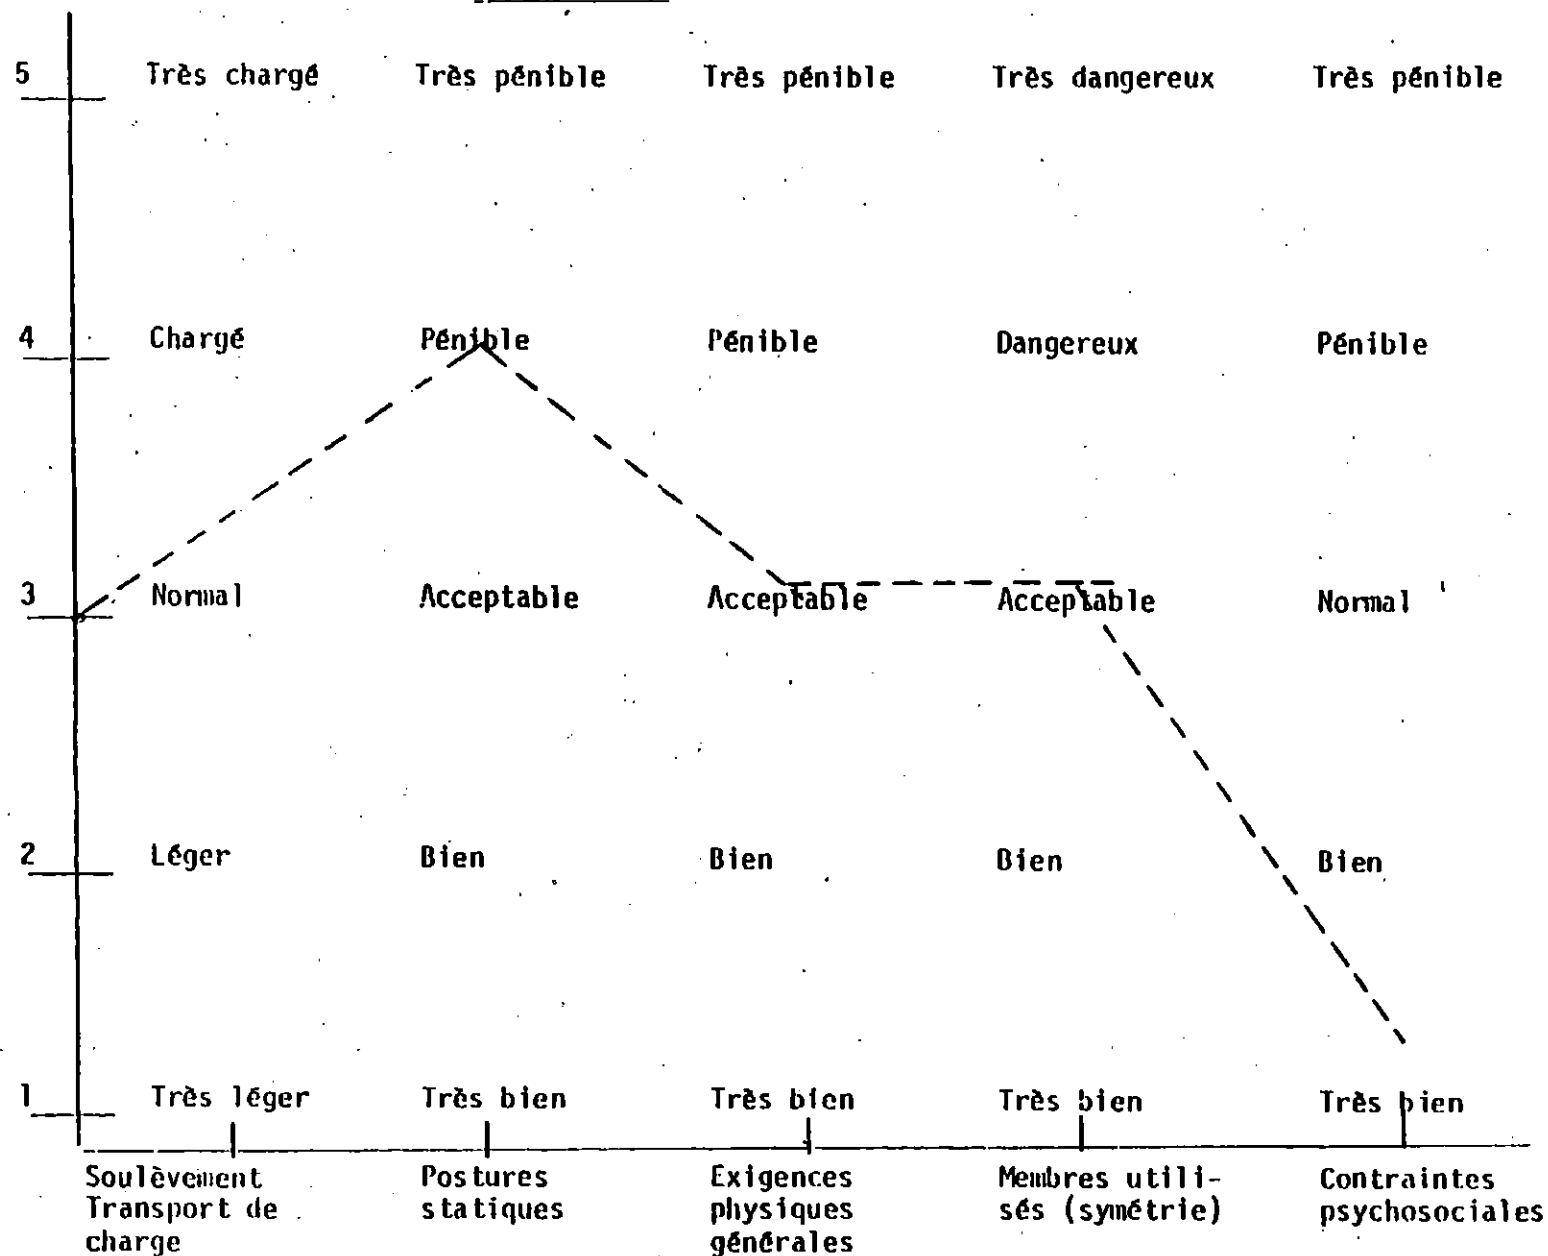 5 Très chargé Très pénible Très pénible Très dangereux Très pénible
4 Chargé Pénible Pénible Dangereux Pénible
3 Normal Acceptable Acceptable Acceptable Normal
2 Léger Bien Bien Bien Bien
1 Très léger Très bien Très bien Très bien Très bien
Soulèvement Postures Exigences Membres utili- Contraintes
Transport de statiques physiques sés (symétrie) psychosociales
charge générales